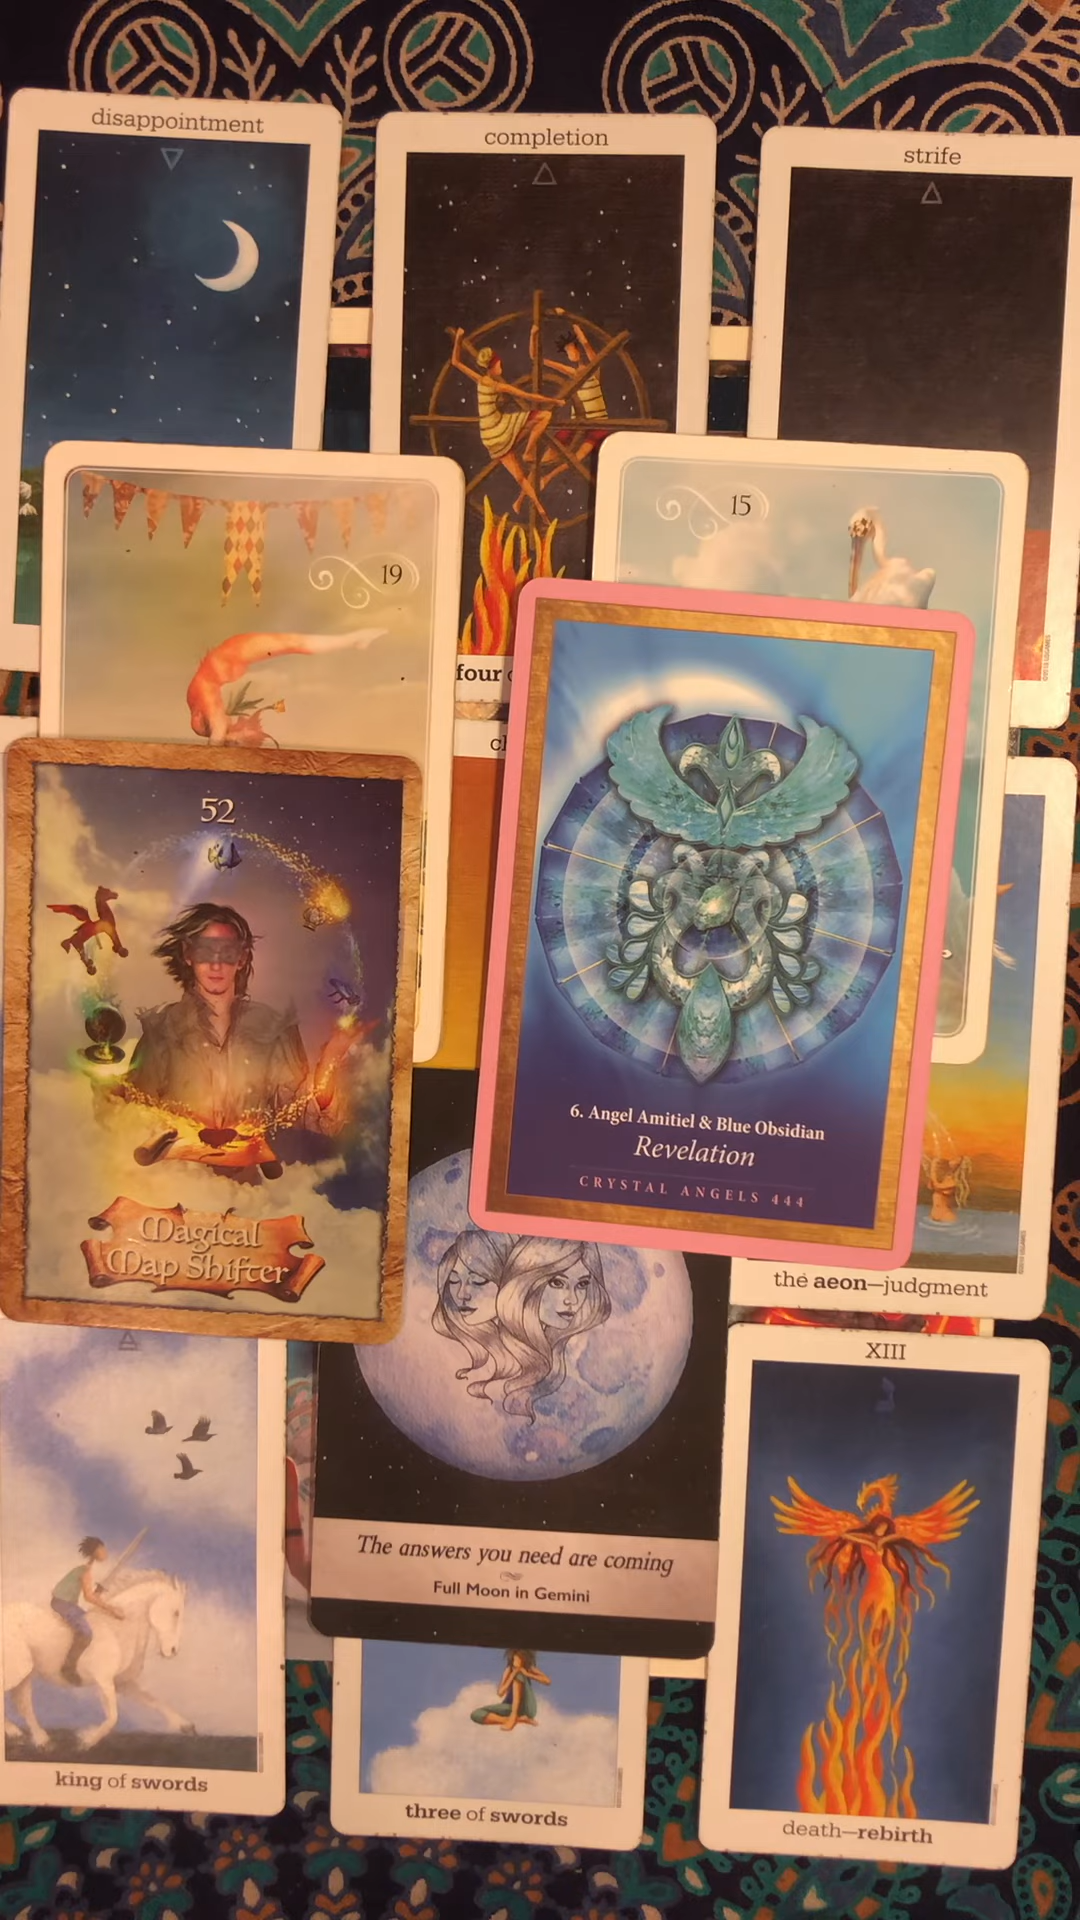 disappointment
completion
strife
15
19
four
52
6. Angel Amitiel & Blue Obsidian
Revelation
CRYSTAL ANGELS 444
Magical
Map Shifter
the aeon—judgment
XIII
The answers you need are coming
Full Moon in Gemini
king of swords
three of swords
death—rebirth